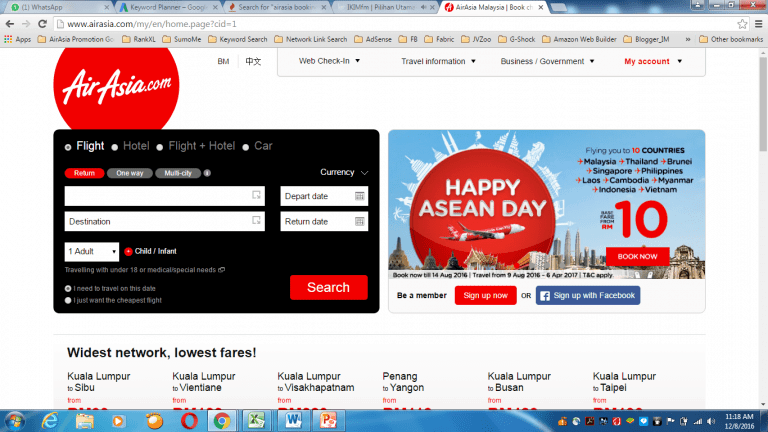 (1) WhatsApp
Keyword Planner – Google
Search for "airasia bookin
IKIMfm | Pilihan Utama
AirAsia Malaysia | Book ch
www.airasia.com/my/en/home.page?cid=1
Apps
AirAsia Promotion Go
RankXL
SumoMe
Keyword Search
Network Link Search
AdSense
FB
Fabric
JVZoo
G-Shock
Amazon Web Builder
Blogger_IM
»
Other bookmarks
AirAsia.com
BM
中文
Web Check-In
Travel information
Business / Government
My account
Flight
Hotel
Flight + Hotel
Car
Return
One way
Multi-city
Currency
Depart date
Destination
Return date
1 Adult
Child / Infant
Travelling with under 18 or medical/special needs
I need to travel on this date
I just want the cheapest flight
Search
HAPPY
ASEAN DAY
Flying you to 10 COUNTRIES
Malaysia Thailand Brunei
Singapore Philippines
Laos Cambodia Myanmar
Indonesia Vietnam
BASE
FARE
FROM
RM
10
BOOK NOW
Book now till 14 Aug 2016 | Travel from 9 Aug 2016 - 6 Apr 2017 | T&C apply.
Be a member
Sign up now
OR
Sign up with Facebook
Widest network, lowest fares!
Kuala Lumpur
to Sibu
from
Kuala Lumpur
to Vientiane
from
Kuala Lumpur
to Visakhapatnam
from
Penang
to Yangon
from
Kuala Lumpur
to Busan
from
Kuala Lumpur
to Taipei
from
11:18 AM
12/8/2016